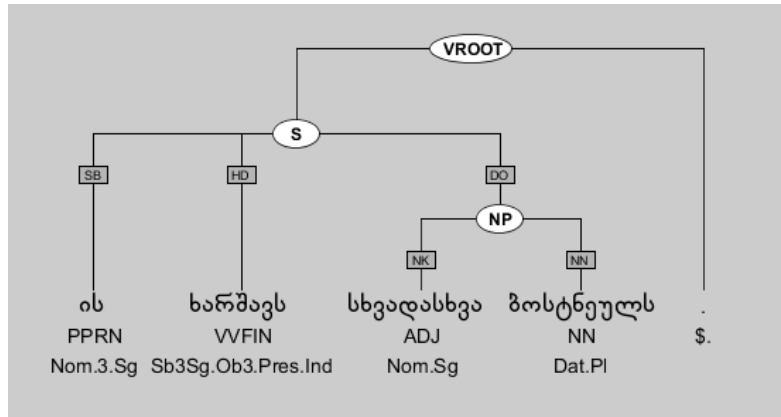 VROOT
S
SB HD DO
NP
NK NN
ის ხარშავს სხვადასხვა ბოსტნეულს .
PPRN VVFIN ADJ NN $.
Nom.3.Sg Sb3Sg.Ob3.Pres.Ind Nom.Sg Dat.Pl